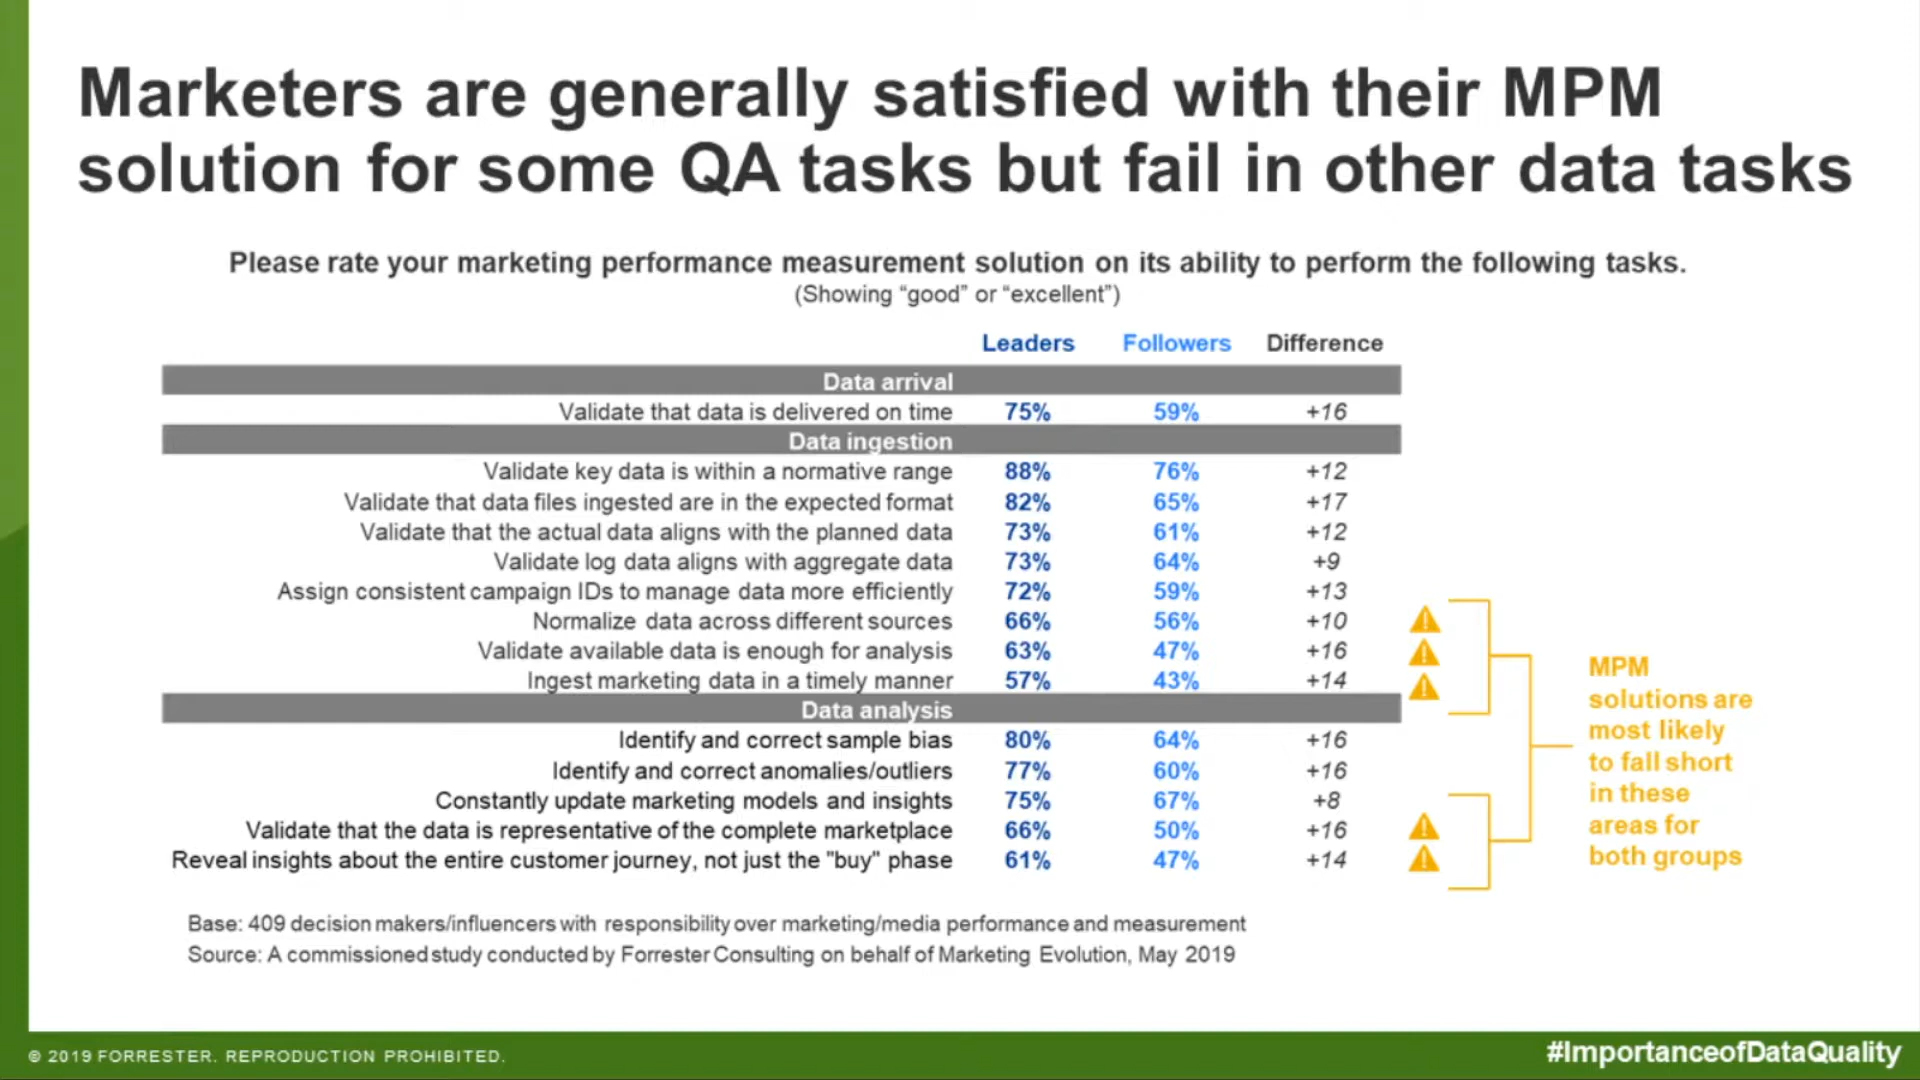 Marketers are generally satisfied with their MPM
solution for some QA tasks but fail in other data tasks
Please rate your marketing performance measurement solution on its ability to perform the following tasks.
(Showing “good” or “excellent”)
Leaders Followers Difference
Data arrival
Validate that data is delivered on time 75% 59% +16
Data ingestion
Validate key data is within a normative range 88% 76% +12
Validate that data files ingested are in the expected format 82% 65% +17
Validate that the actual data aligns with the planned data 73% 61% +12
Validate log data aligns with aggregate data 73% 64% +9
Assign consistent campaign IDs to manage data more efficiently 72% 59% +13
Normalize data across different sources 66% 56% +10
Validate available data is enough for analysis 63% 47% +16
Ingest marketing data in a timely manner 57% 43% +14
Data analysis
Identify and correct sample bias 80% 64% +16
Identify and correct anomalies/outliers 77% 60% +16
Constantly update marketing models and insights 75% 67% +8
Validate that the data is representative of the complete marketplace 66% 50% +16
Reveal insights about the entire customer journey, not just the "buy" phase 61% 47% +14
MPM
solutions are
most likely
to fall short
in these
areas for
both groups
Base: 409 decision makers/influencers with responsibility over marketing/media performance and measurement
Source: A commissioned study conducted by Forrester Consulting on behalf of Marketing Evolution, May 2019
© 2019 FORRESTER. REPRODUCTION PROHIBITED.
#ImportanceofDataQuality